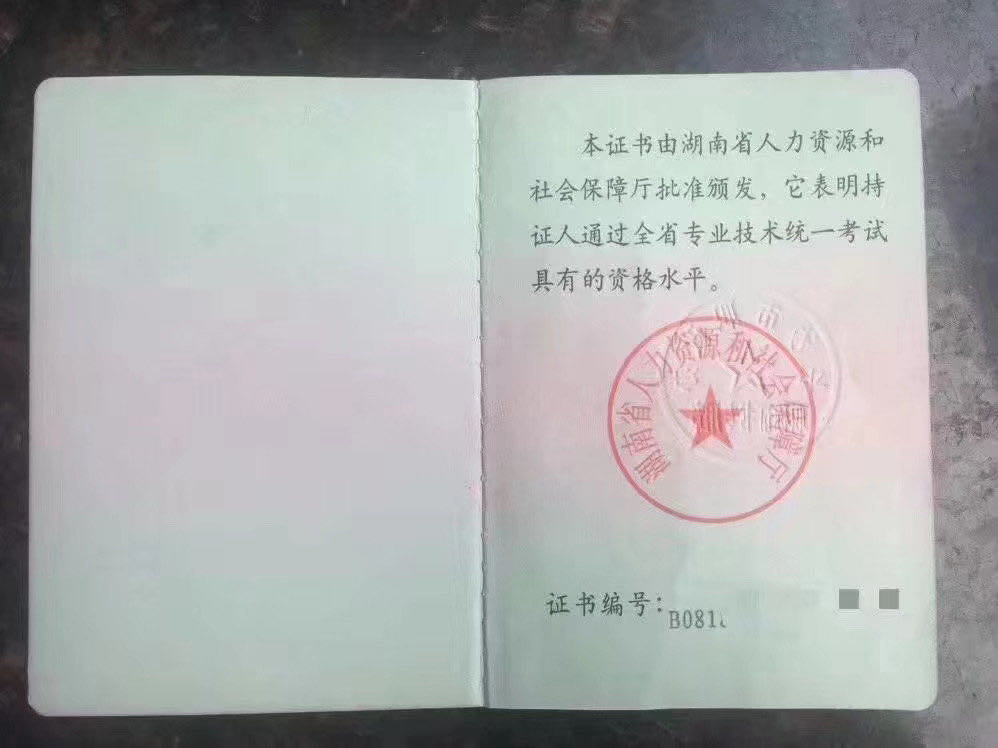 本证书由湖南省人力资源和
社会保障厅批准颁发，它表明持
证人通过全省专业技术统一考试
具有的资格水平。
湖南省人力资源和社会保障厅
证书编号：
B081